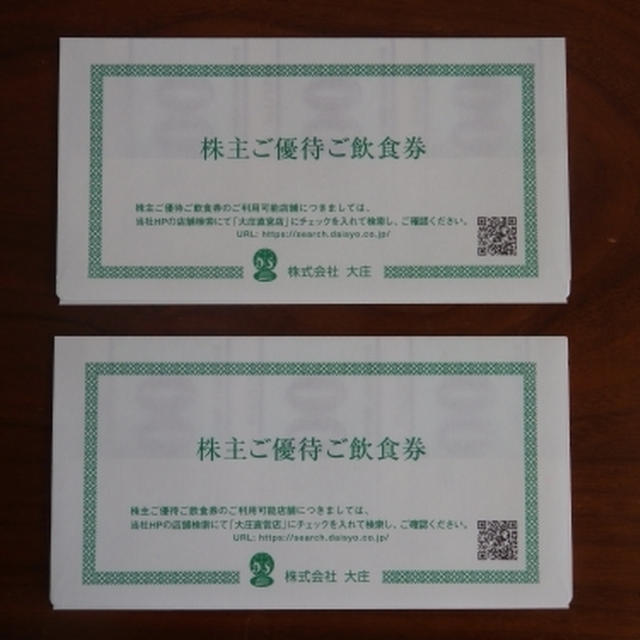 株主ご優待ご飲食券
株主ご優待ご飲食券のご利用可能店舗につきましては、
当社HPの店舗検索にて「大庄直営店」にチェックを入れて検索し、ご確認ください。
URL: https://search.daisyo.co.jp/
株式会社 大庄
株主ご優待ご飲食券
株主ご優待ご飲食券のご利用可能店舗につきましては、
当社HPの店舗検索にて「大庄直営店」にチェックを入れて検索し、ご確認ください。
URL: https://search.daisyo.co.jp/
株式会社 大庄